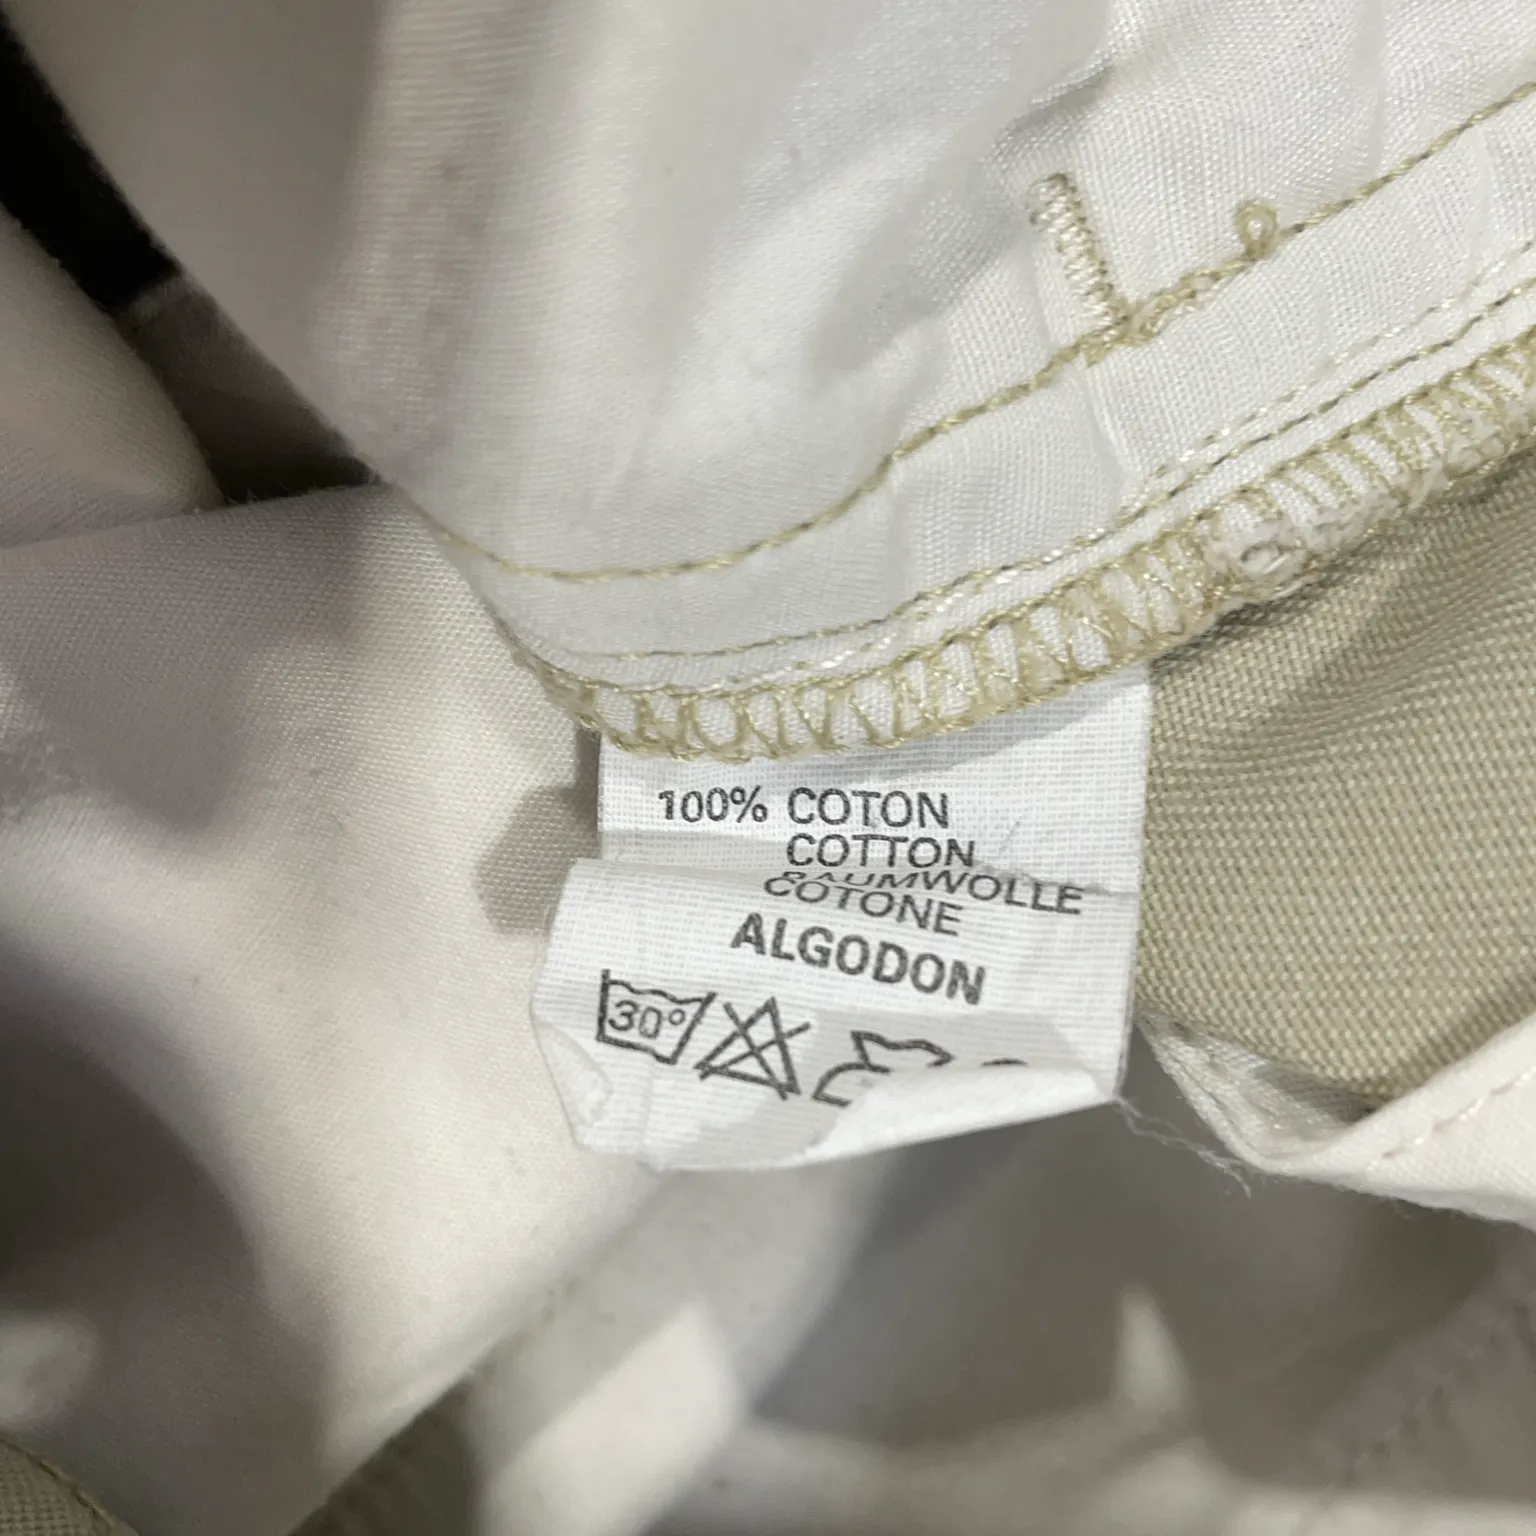 100% COTON
COTTON
BAUMWOLLE
COTONE
ALGODON
30°